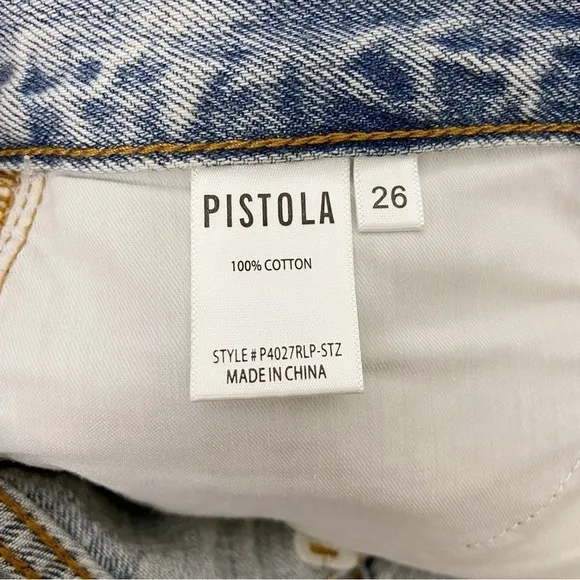 PISTOLA
26
100% COTTON
STYLE # P4027RLP-STZ
MADE IN CHINA